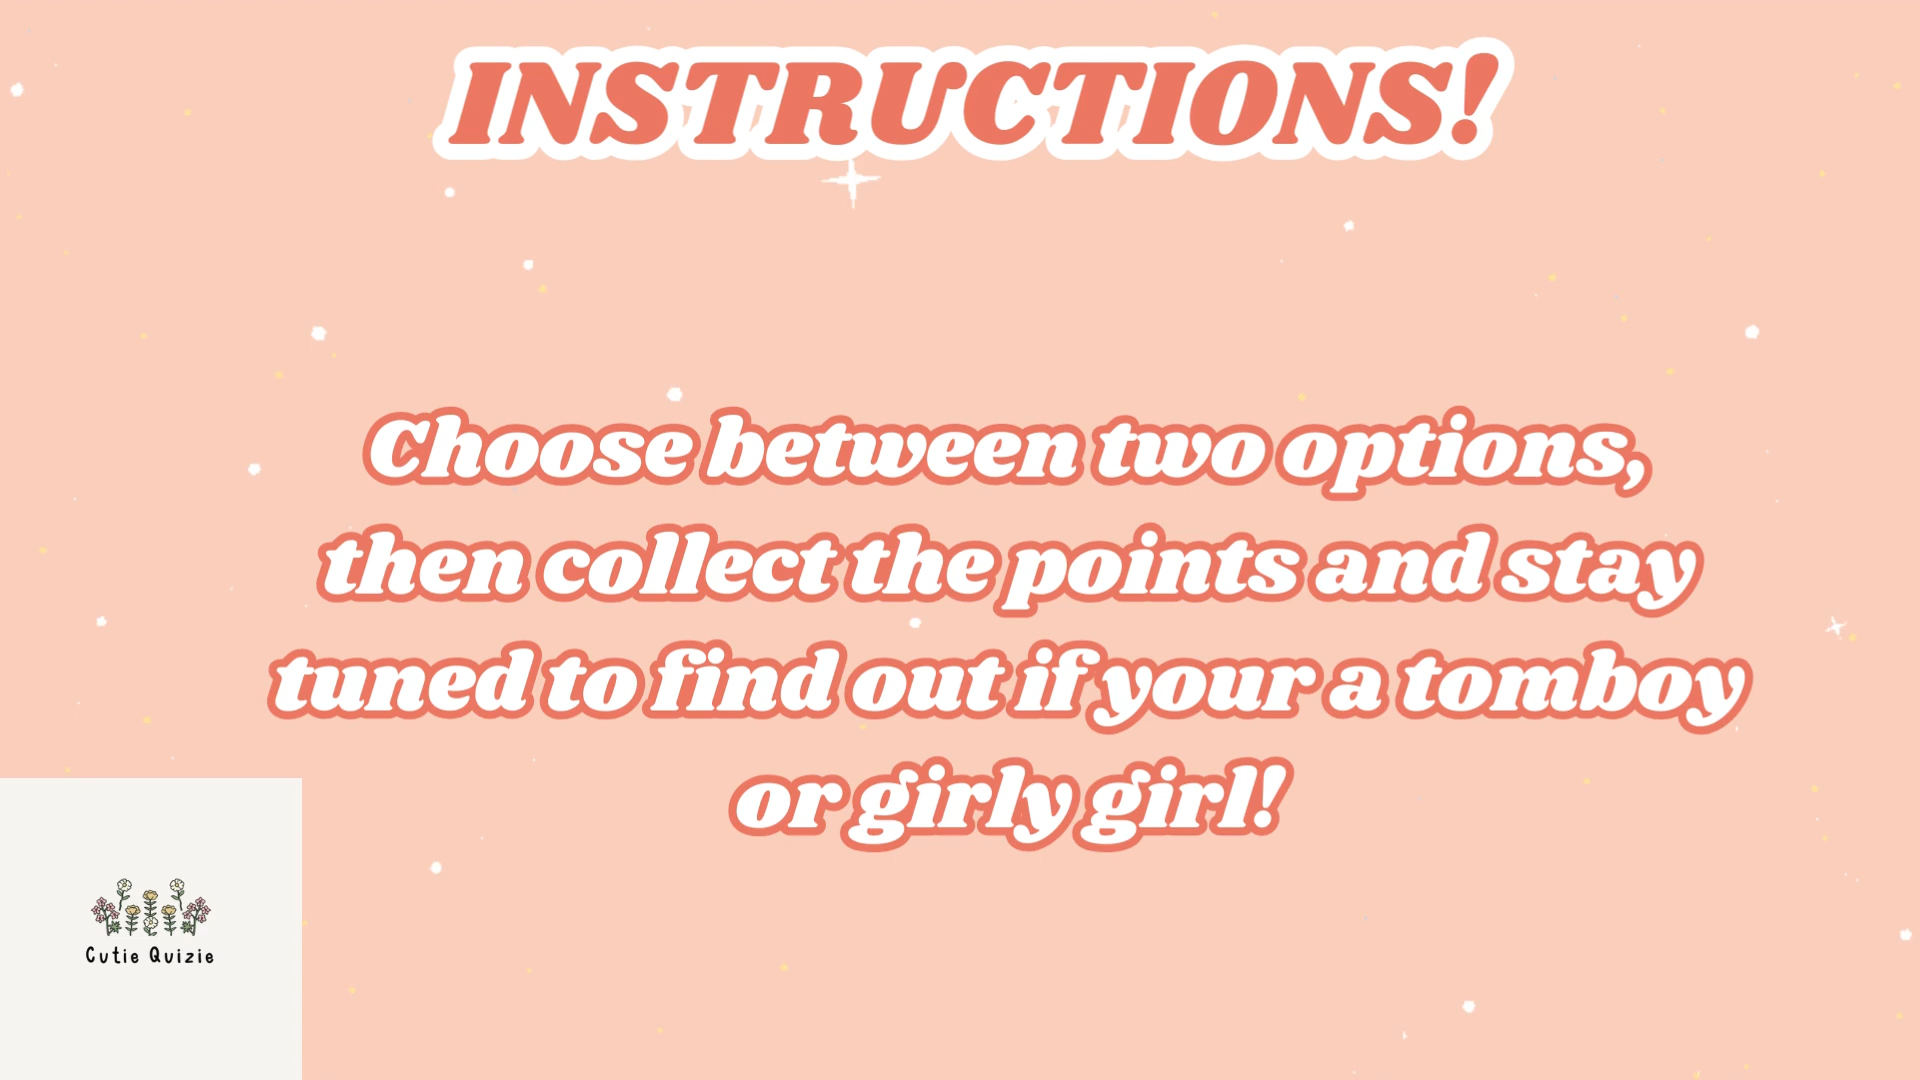 INSTRUCTIONS!
Choose between two options,
then collect the points and stay
tuned to find out if your a tomboy
or girly girl!
Cutie Quizie